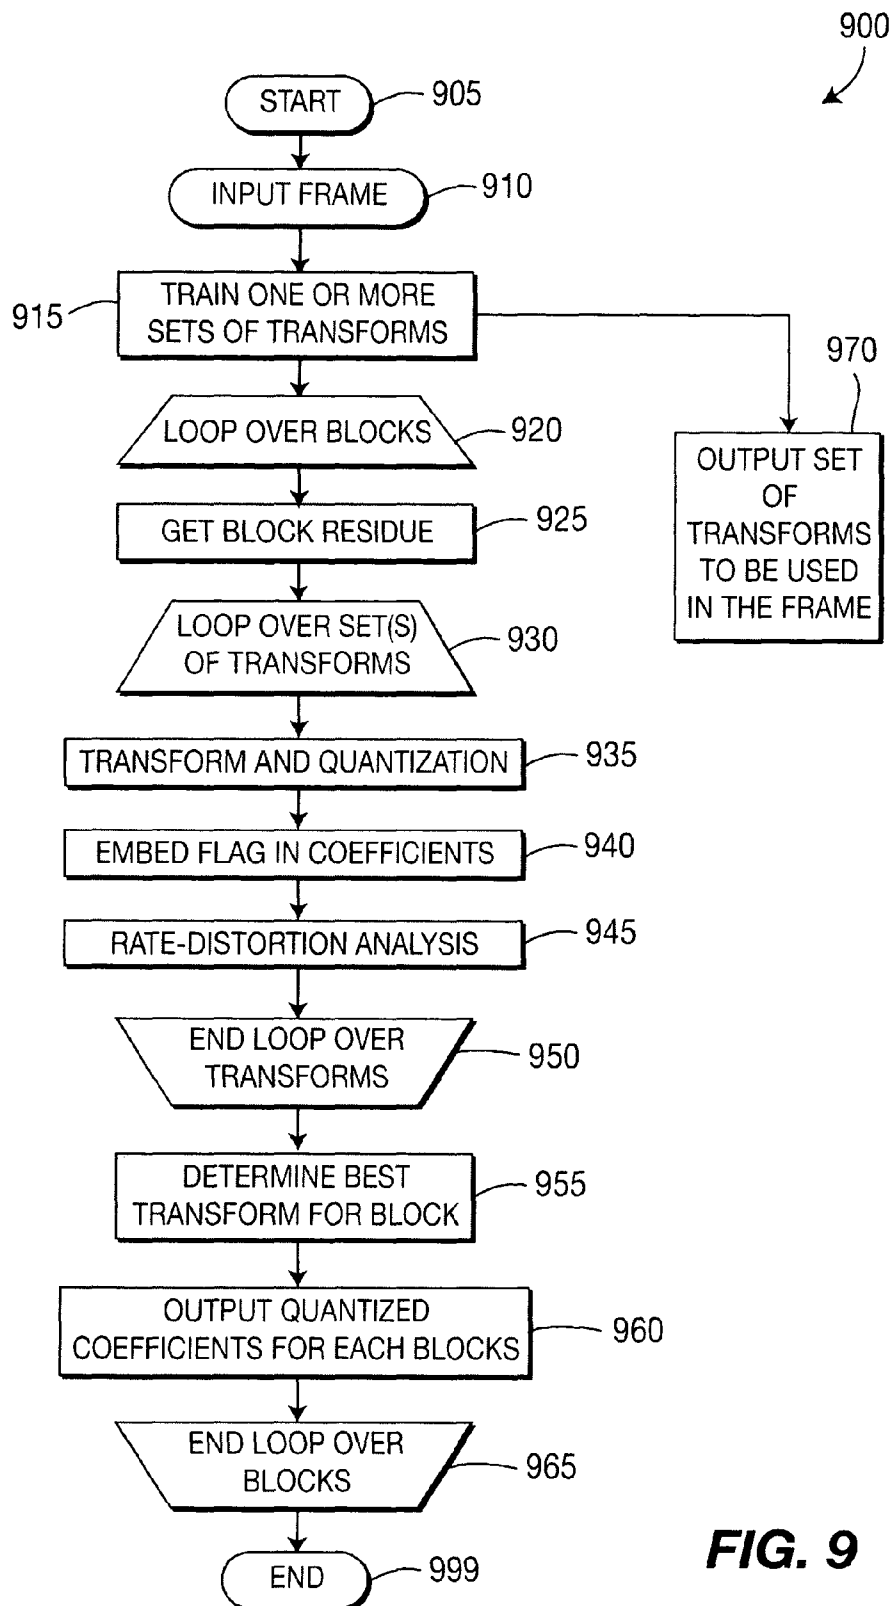 900
START
905
INPUT FRAME
910
915
TRAIN ONE OR MORE
SETS OF TRANSFORMS
970
OUTPUT SET
OF
TRANSFORMS
TO BE USED
IN THE FRAME
LOOP OVER BLOCKS
920
GET BLOCK RESIDUE
925
LOOP OVER SET(S)
OF TRANSFORMS
930
TRANSFORM AND QUANTIZATION
935
EMBED FLAG IN COEFFICIENTS
940
RATE-DISTORTION ANALYSIS
945
END LOOP OVER
TRANSFORMS
950
DETERMINE BEST
TRANSFORM FOR BLOCK
955
OUTPUT QUANTIZED
COEFFICIENTS FOR EACH BLOCKS
960
END LOOP OVER
BLOCKS
965
END
999
FIG. 9